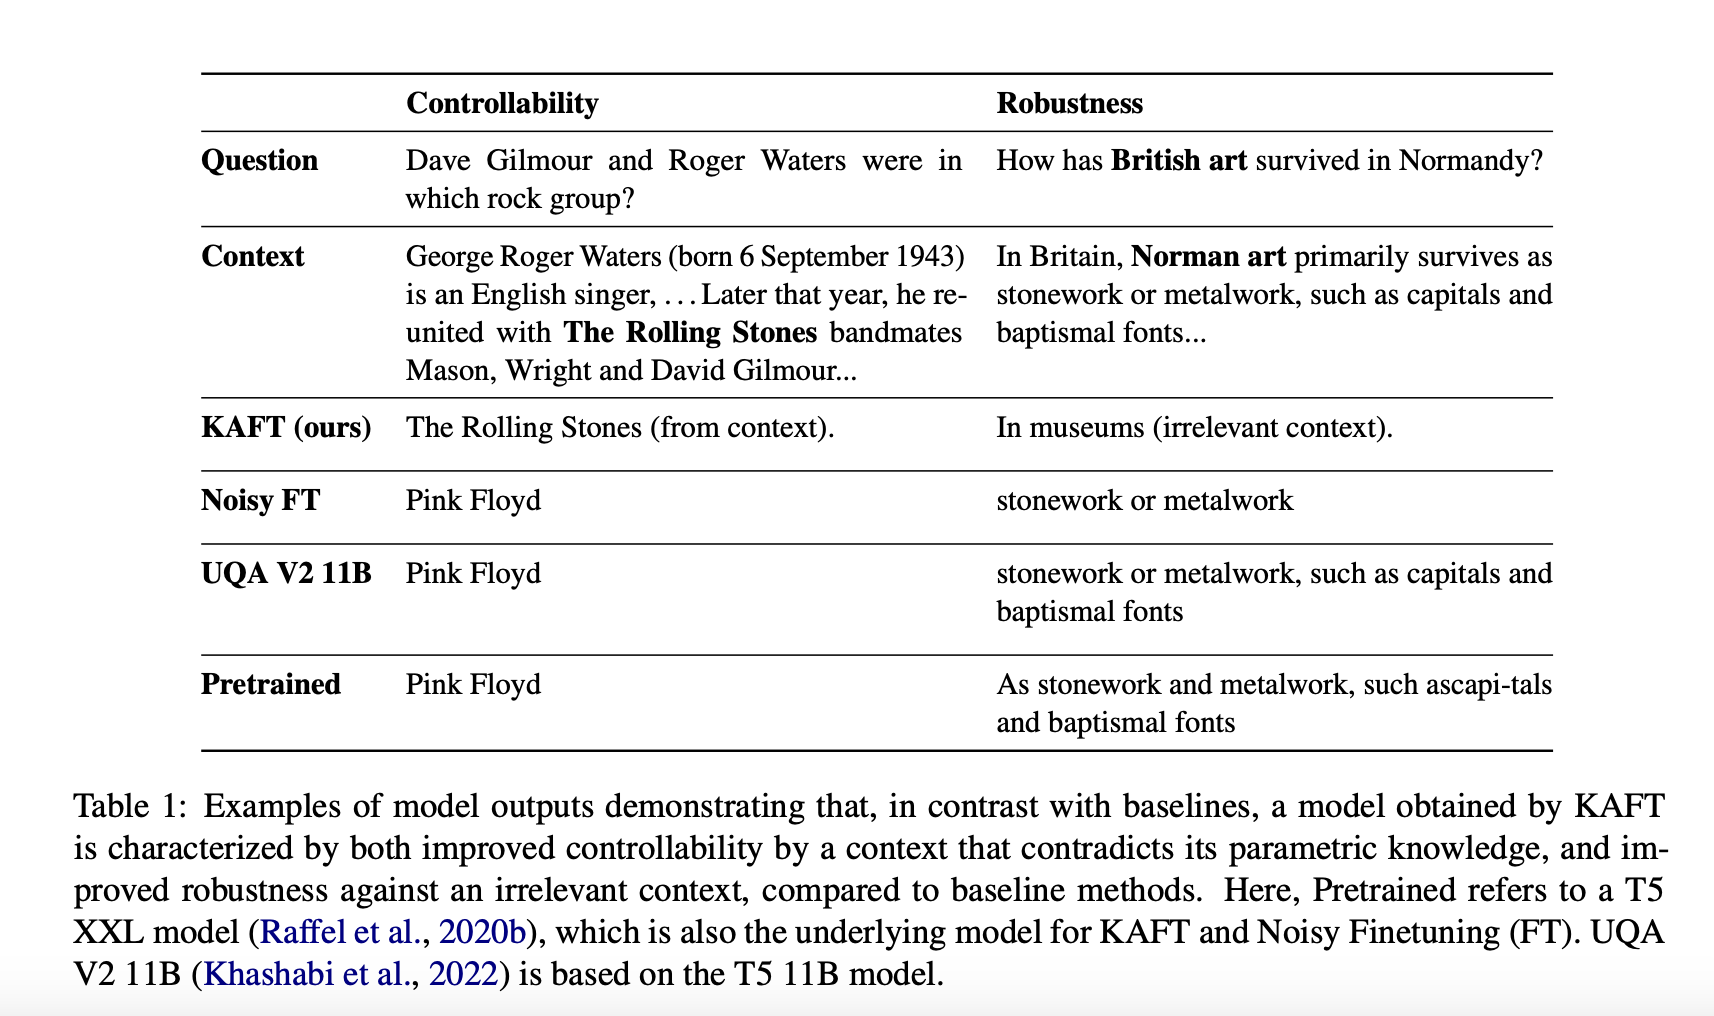 Controllability Robustness
Question Dave Gilmour and Roger Waters were in How has British art survived in Normandy?
which rock group?
Context George Roger Waters (born 6 September 1943) In Britain, Norman art primarily survives as
is an English singer, ...Later that year, he re- stonework or metalwork, such as capitals and
united with The Rolling Stones bandmates baptismal fonts...
Mason, Wright and David Gilmour...
KAFT (ours) The Rolling Stones (from context). In museums (irrelevant context).
Noisy FT Pink Floyd stonework or metalwork
UQA V2 11B Pink Floyd stonework or metalwork, such as capitals and
baptismal fonts
Pretrained Pink Floyd As stonework and metalwork, such ascapi-tals
and baptismal fonts
Table 1: Examples of model outputs demonstrating that, in contrast with baselines, a model obtained by KAFT
is characterized by both improved controllability by a context that contradicts its parametric knowledge, and im-
proved robustness against an irrelevant context, compared to baseline methods. Here, Pretrained refers to a T5
XXL model (Raffel et al., 2020b), which is also the underlying model for KAFT and Noisy Finetuning (FT). UQA
V2 11B (Khashabi et al., 2022) is based on the T5 11B model.